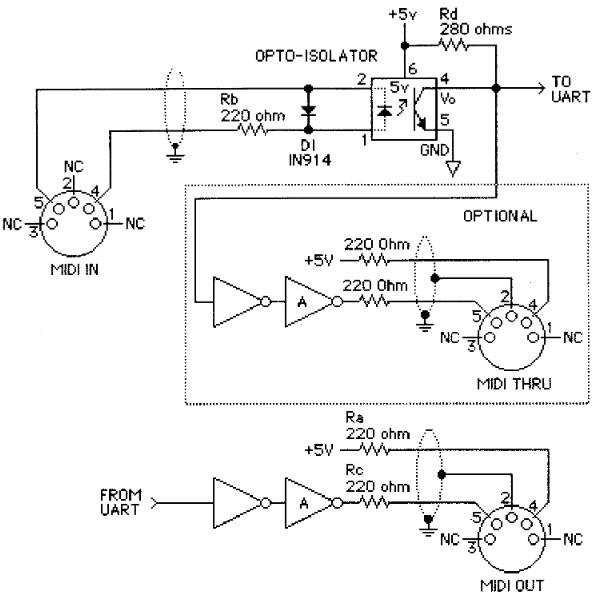 +5v
Rd
280 ohms
OPTO-ISOLATOR
6
2
5v
4
TO
UART
Vo
Rb
220 ohm
1
5
D1
IN914
GND
NC
2
5
4
NC
3
1
NC
MIDI IN
OPTIONAL
220 Ohm
+5V
220 Ohm
A
2
5
4
NC
3
1
NC
MIDI THRU
Ra
220 ohm
+5V
Rc
220 ohm
FROM
UART
A
2
5
4
NC
3
1
NC
MIDI OUT